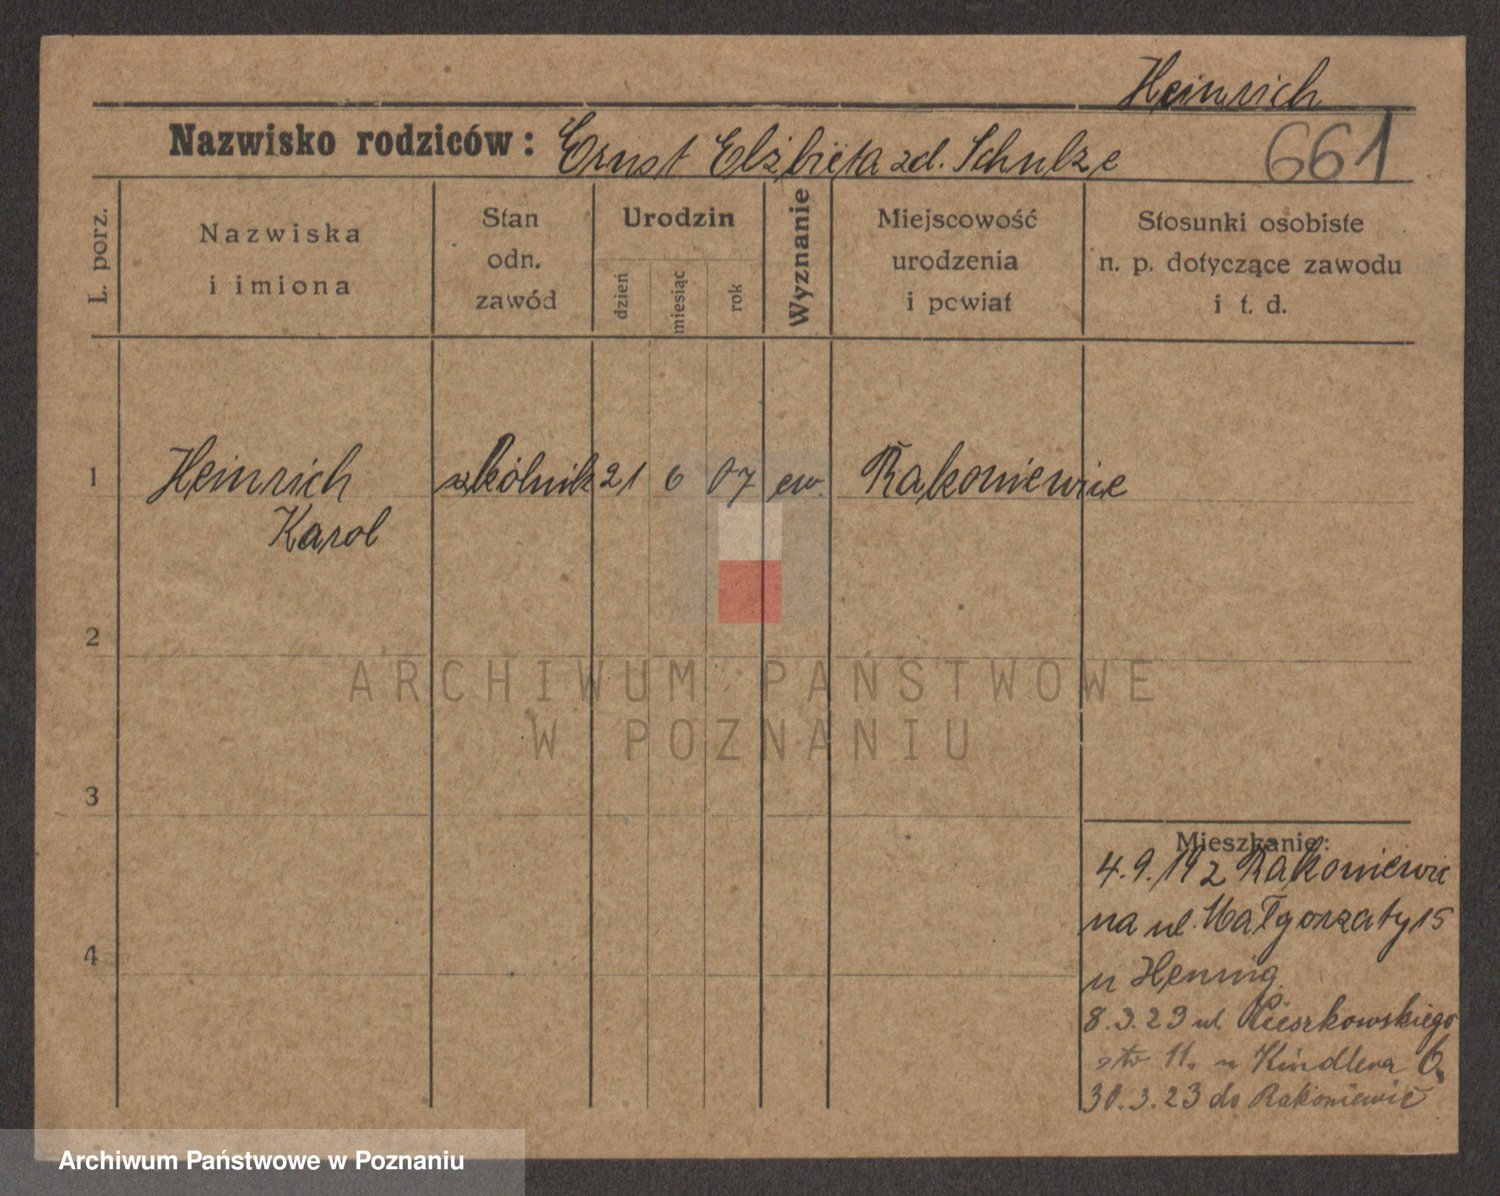 Heinrich
Nazwisko rodziców: Ernst Elżbieta zd. Schulze
661
L. porz.
Nazwiska
i imiona
Stan
odn.
zawód
Urodzin
dzień
miesiąc
rok
Wyznanie
Miejscowość
urodzenia
i powiat
Stosunki osobiste
n. p. dotyczące zawodu
i t. d.
1 Heinrich szkólnik 21 6 07 ew. Rakoniewice
Karol
2
3
4
Mieszkanie:
4.9.192 Rakoniewic
na ul. Małgorzaty 15
u Hennig
8.3.23 ul Cieszkowskiego
11. u Kindlera 6.
30.3.23 do Rakoniewic
ARCHIWUM PAŃSTWOWE
W POZNANIU
Archiwum Państwowe w Poznaniu